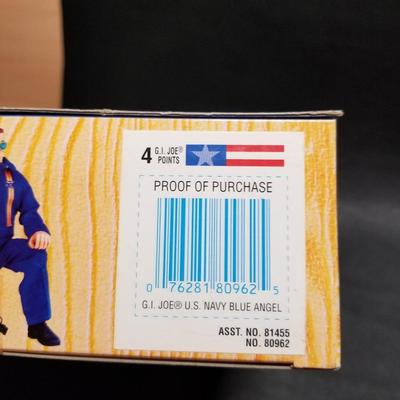 4 G.I. JOE®
POINTS
PROOF OF PURCHASE
0 76281 80962 5
G.I. JOE® U.S. NAVY BLUE ANGEL
ASST. NO. 81455
NO. 80962